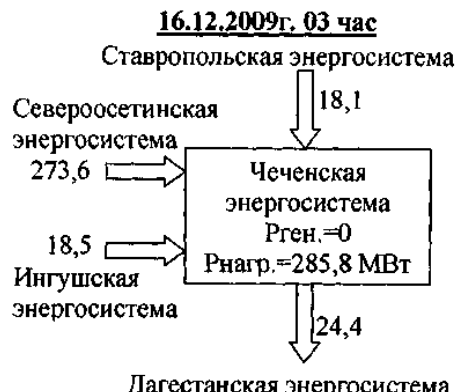 16.12.2009г. 03 час
Ставропольская энергосистема
18,1
Североосетинская
энергосистема
273,6
Чеченская
энергосистема
Рген.=0
Рнагр.=285,8 МВт
18,5
Ингушская
энергосистема
24,4
Дагестанская энергосистема